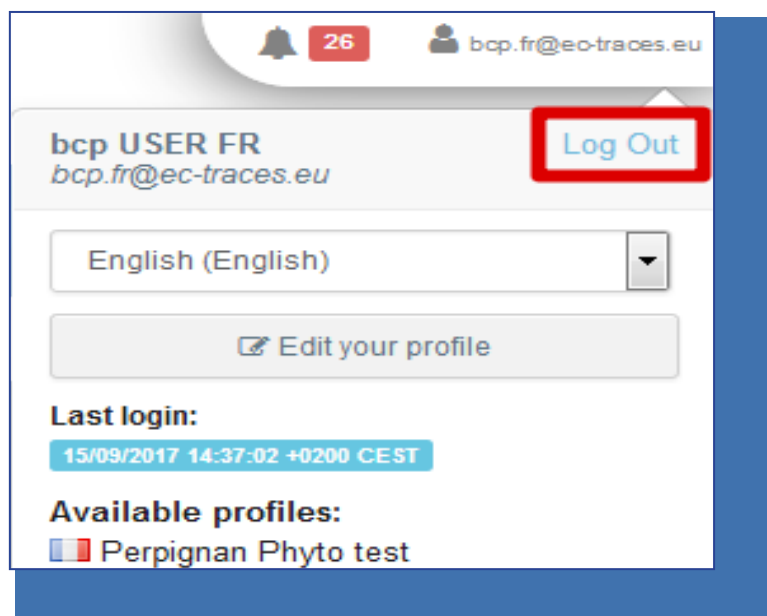 26 bcp.fr@ec-traces.eu
bcp USER FR Log Out
bcp.fr@ec-traces.eu
English (English)
Edit your profile
Last login:
15/09/2017 14:37:02 +0200 CEST
Available profiles:
Perpignan Phyto test